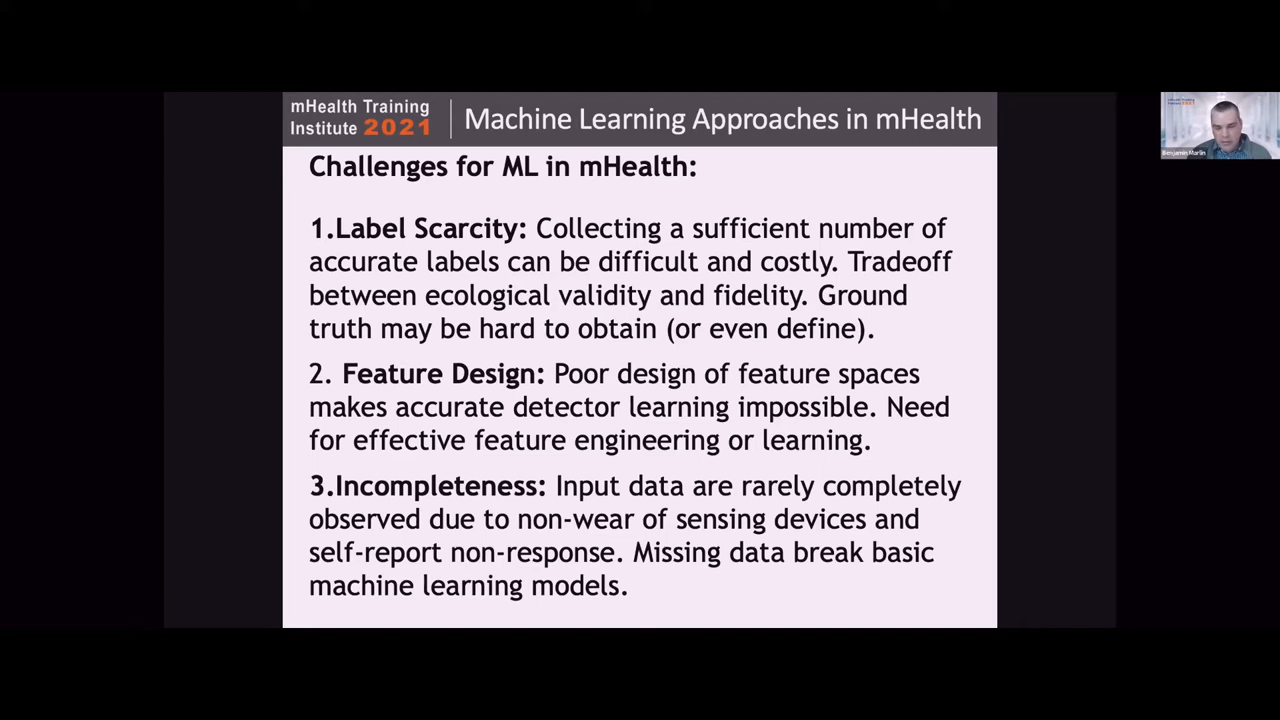 mHealth Training
Institute 2021
Machine Learning Approaches in mHealth
Challenges for ML in mHealth:
1.Label Scarcity: Collecting a sufficient number of
accurate labels can be difficult and costly. Tradeoff
between ecological validity and fidelity. Ground
truth may be hard to obtain (or even define).
2. Feature Design: Poor design of feature spaces
makes accurate detector learning impossible. Need
for effective feature engineering or learning.
3.Incompleteness: Input data are rarely completely
observed due to non-wear of sensing devices and
self-report non-response. Missing data break basic
machine learning models.
Benjamin Marlin